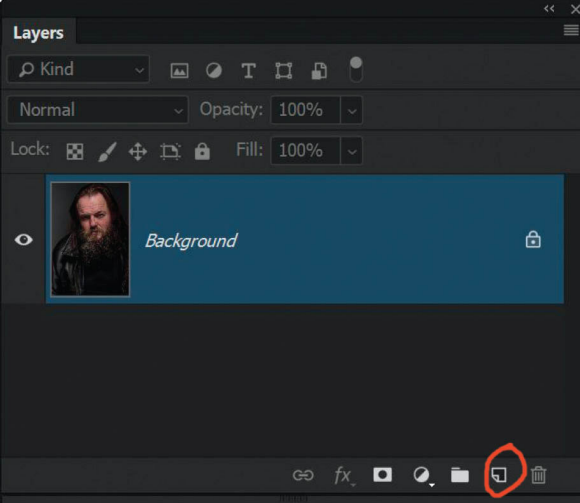 Layers
Kind
Normal Opacity: 100%
Lock: Fill: 100%
Background
fx